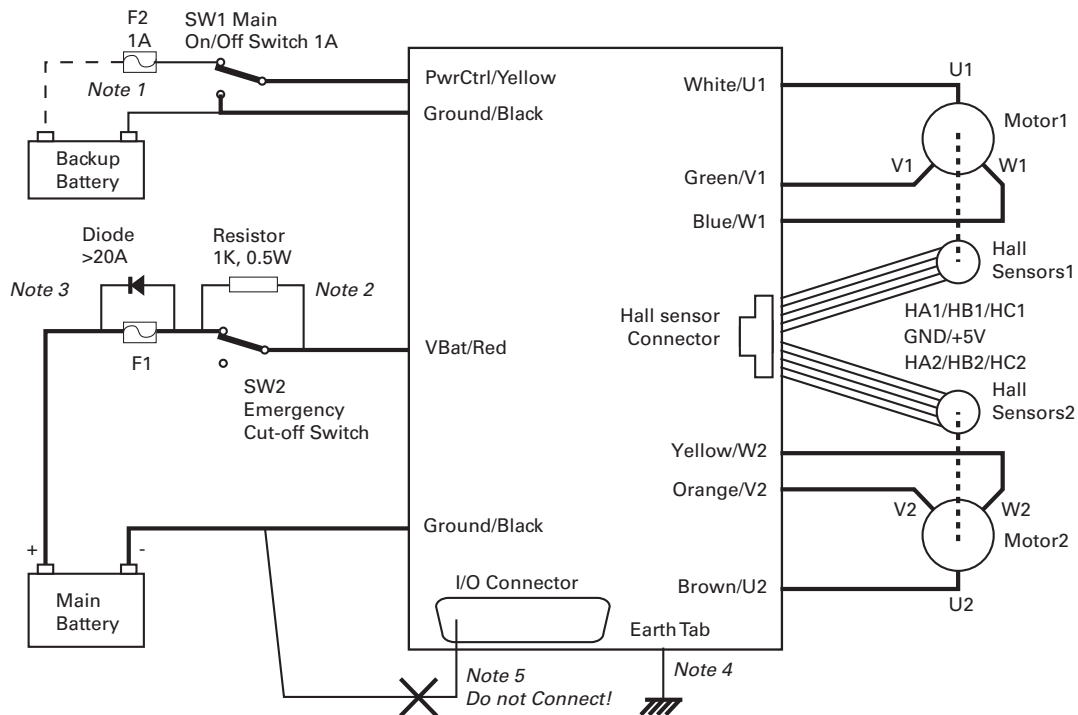 F2
1A
SW1 Main
On/Off Switch 1A
Note 1
Backup
Battery
PwrCtrl/Yellow
Ground/Black
White/U1
Green/V1
Blue/W1
U1
Motor1
V1
W1
Diode
>20A
Resistor
1K, 0.5W
Note 3
Note 2
F1
VBat/Red
SW2
Emergency
Cut-off Switch
Hall sensor
Connector
Hall
Sensors1
HA1/HB1/HC1
GND/+5V
HA2/HB2/HC2
Hall
Sensors2
Yellow/W2
Orange/V2
V2
W2
Motor2
Brown/U2
U2
Ground/Black
+
-
Main
Battery
I/O Connector
Earth Tab
Note 5
Do not Connect!
Note 4